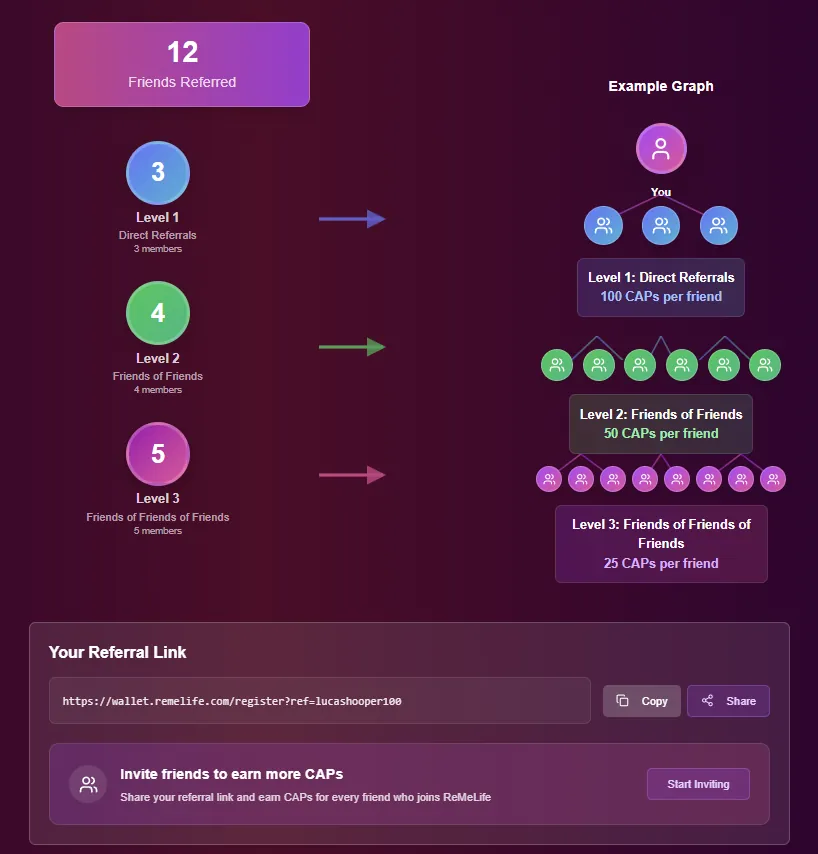 12
Friends Referred
3
Level 1
Direct Referrals
3 members
4
Level 2
Friends of Friends
4 members
5
Level 3
Friends of Friends of Friends
5 members
Example Graph
You
Level 1: Direct Referrals
100 CAPs per friend
Level 2: Friends of Friends
50 CAPs per friend
Level 3: Friends of Friends of
Friends
25 CAPs per friend
Your Referral Link
https://wallet.remelife.com/register?ref=lucashooper100
Copy
Share
Invite friends to earn more CAPs
Share your referral link and earn CAPs for every friend who joins ReMeLife
Start Inviting